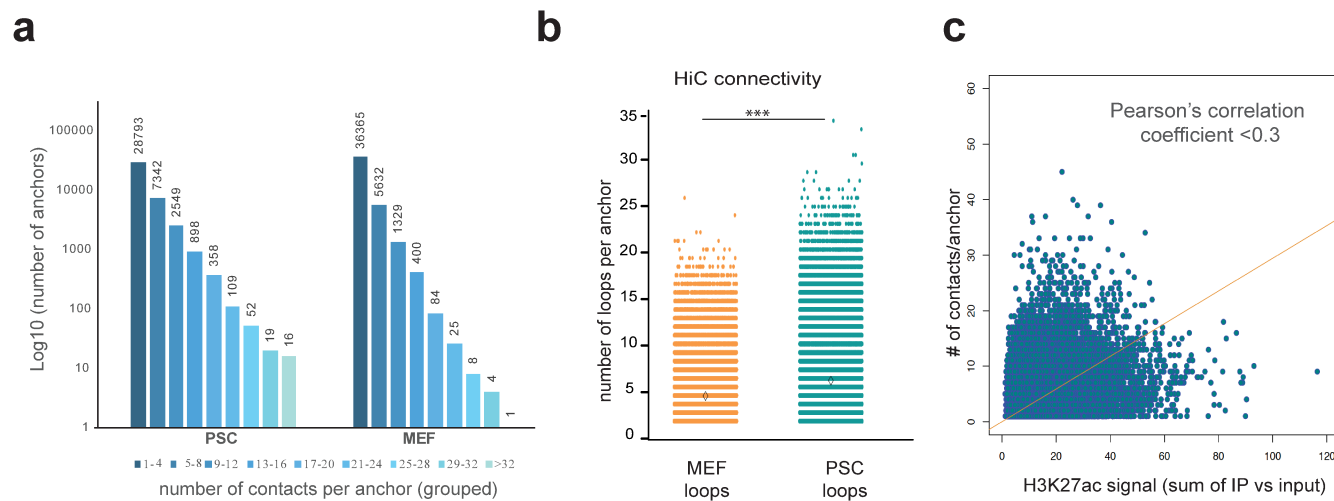 a
Log10 (number of anchors)
100000
10000
1000
100
10
1
28793
7342
2549
898
358
109
52
19
16
36365
5632
1329
400
84
25
8
4
1
PSC
MEF
1-4 5-8 9-12 13-16 17-20 21-24 25-28 29-32 >32
number of contacts per anchor (grouped)
b
HiC connectivity
***
number of loops per anchor
35
30
25
20
15
10
5
0
MEF
loops
PSC
loops
c
Pearson's correlation
coefficient <0.3
# of contacts/anchor
60
50
40
30
20
10
0
0 20 40 60 80 100 120
H3K27ac signal (sum of IP vs input)